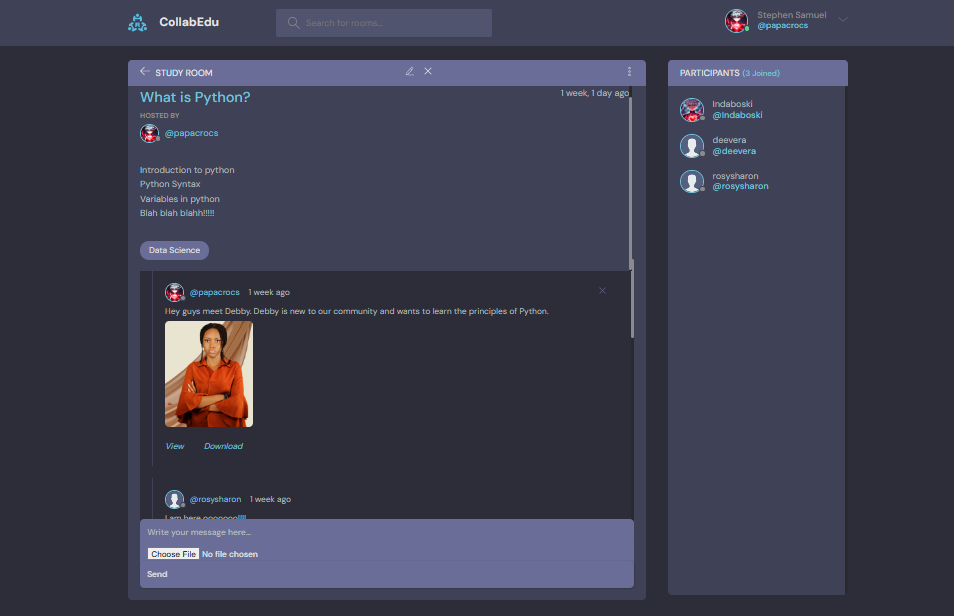 CollabEdu
Search for rooms...
Stephen Samuel
@papacrocs
STUDY ROOM
What is Python?
1 week, 1 day ago
HOSTED BY
@papacrocs
Introduction to python
Python Syntax
Variables in python
Blah blah blahh!!!!!
Data Science
@papacrocs 1 week ago
Hey guys meet Debby. Debby is new to our community and wants to learn the principles of Python.
View Download
@rosysharon 1 week ago
I am here
Write your message here...
Choose File No file chosen
Send
PARTICIPANTS (3 Joined)
Indaboski
@Indaboski
deevera
@deevera
rosysharon
@rosysharon